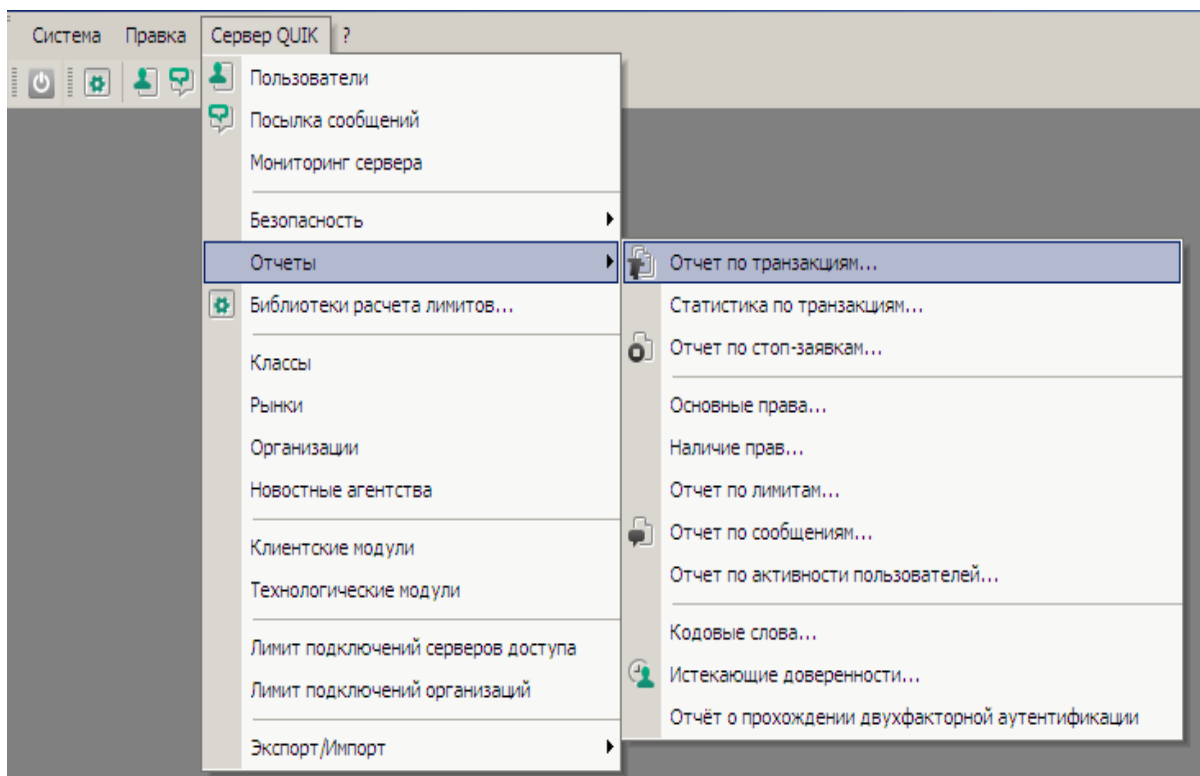 Система Правка Сервер QUIK ?
Пользователи
Посылка сообщений
Мониторинг сервера
Безопасность
Отчеты
Библиотеки расчета лимитов...
Классы
Рынки
Организации
Новостные агентства
Клиентские модули
Технологические модули
Лимит подключений серверов доступа
Лимит подключений организаций
Экспорт/Импорт
Отчет по транзакциям...
Статистика по транзакциям...
Отчет по стоп-заявкам...
Основные права...
Наличие прав...
Отчет по лимитам...
Отчет по сообщениям...
Отчет по активности пользователей...
Кодовые слова...
Истекающие доверенности...
Отчёт о прохождении двухфакторной аутентификации